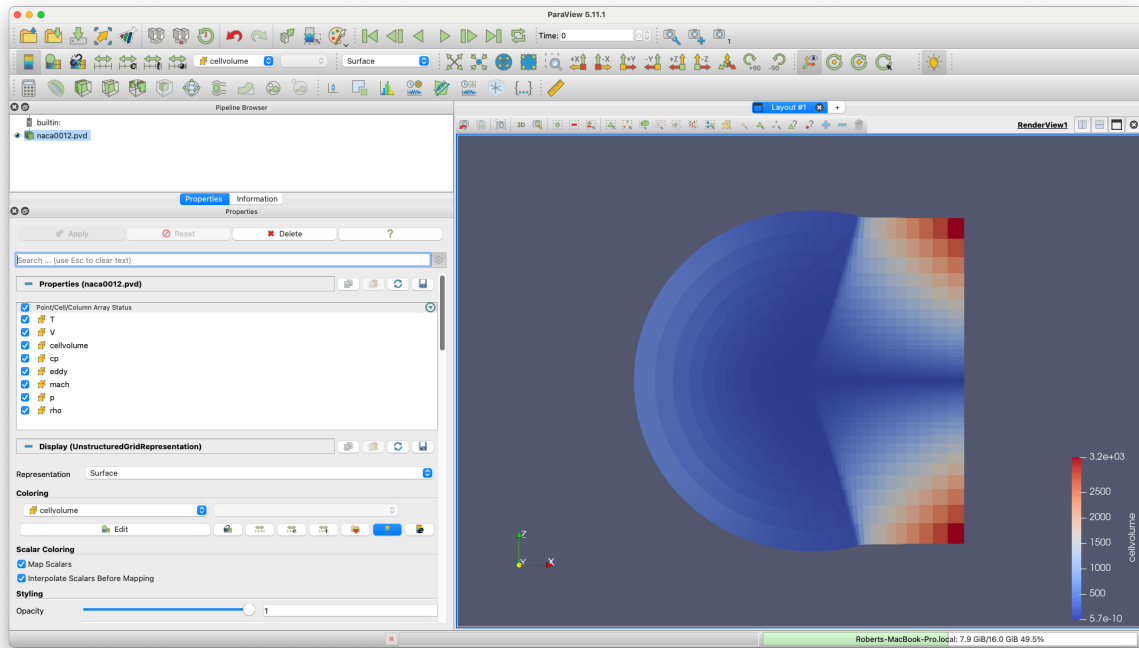 ParaView 5.11.1
Time: 0
1
cellvolume
Surface
+X -X +Y -Y +Z -Z +90 -90
Pipeline Browser
builtin:
naca0012.pvd
Properties Information
Properties
Apply Reset Delete ?
Search ... (use Esc to clear text)
Properties (naca0012.pvd)
Point/Cell/Column Array Status
T
V
cellvolume
cp
eddy
mach
p
rho
Display (UnstructuredGridRepresentation)
Representation Surface
Coloring
cellvolume
Edit
Scalar Coloring
Map Scalars
Interpolate Scalars Before Mapping
Styling
Opacity 1
Layout #1 +
3D
RenderView1
Z
Y X
3.2e+03
2500
2000
1500
1000
500
5.7e-10
cellvolume
Roberts-MacBook-Pro.local: 7.9 GiB/16.0 GiB 49.5%